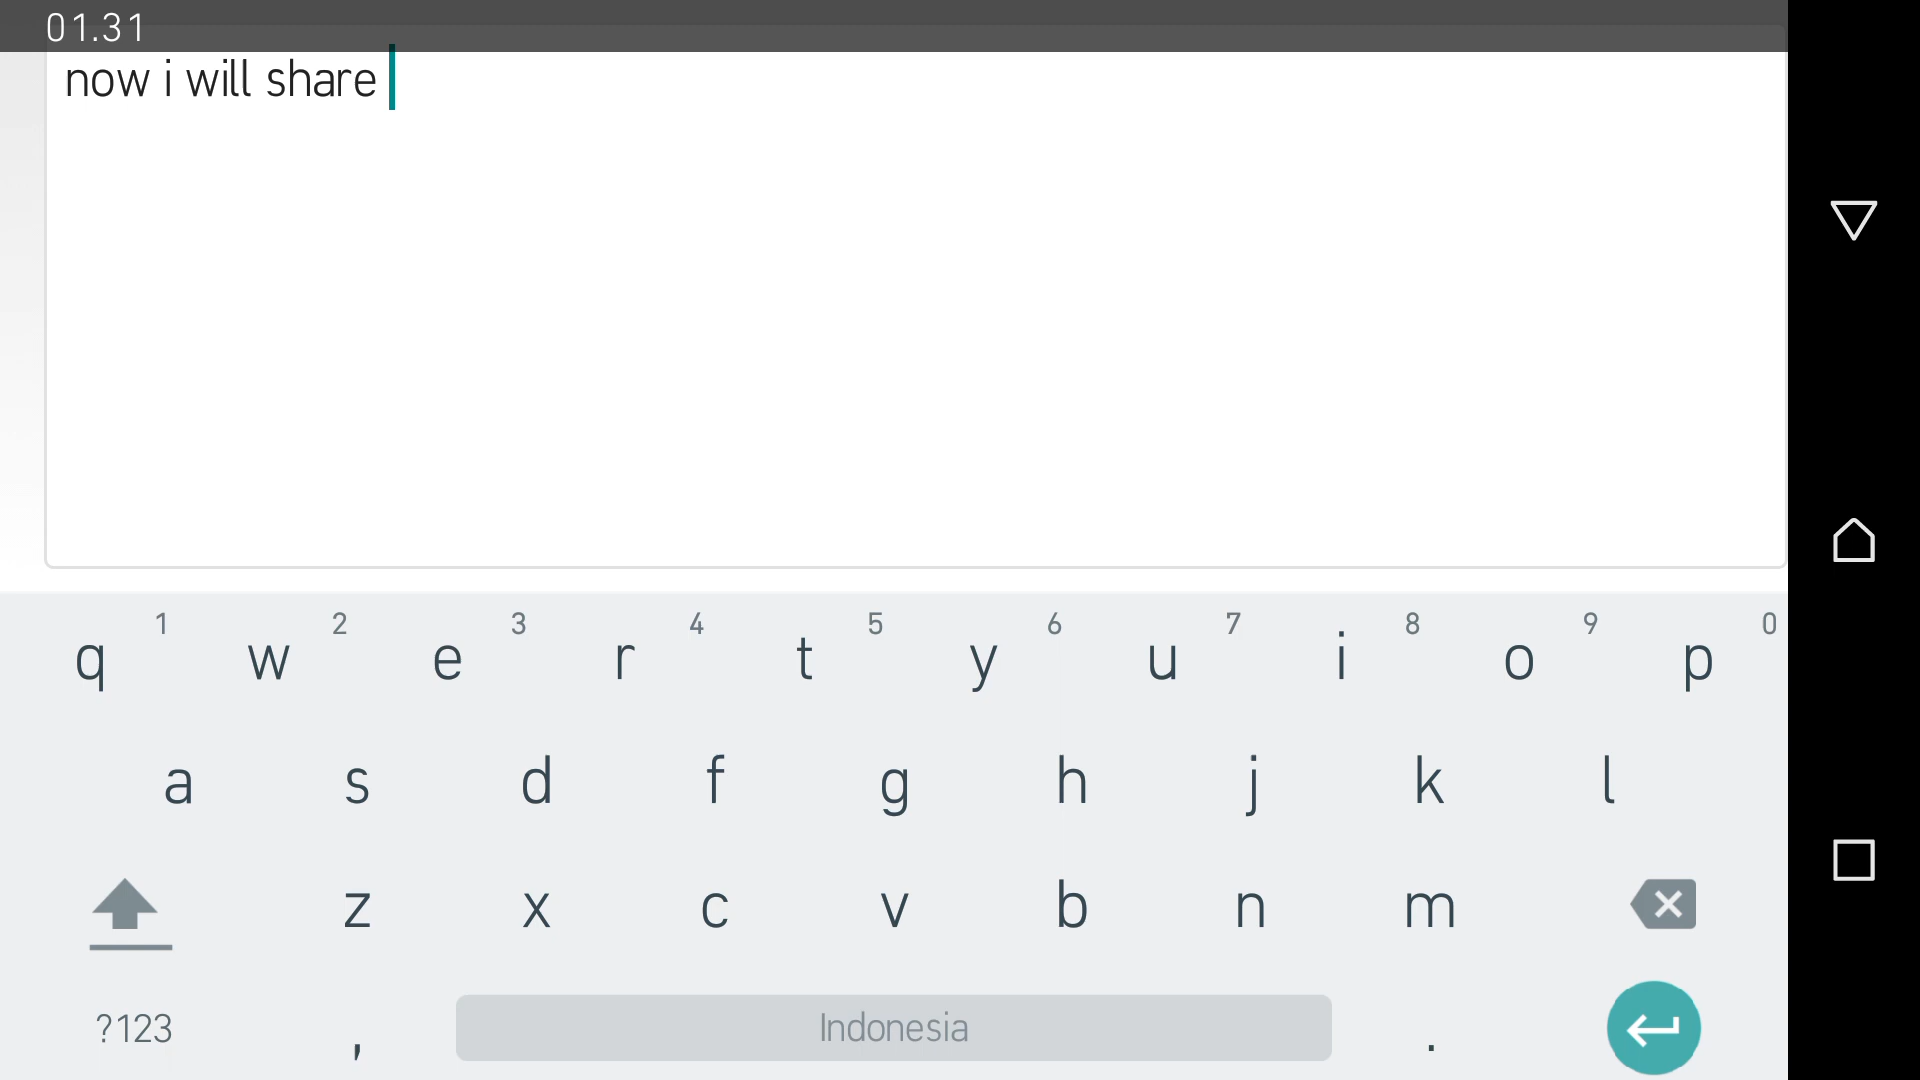 01.31
now i will share
1 2 3 4 5 6 7 8 9 0
q w e r t y u i o p
a s d f g h j k l
z x c v b n m
?123 , Indonesia .